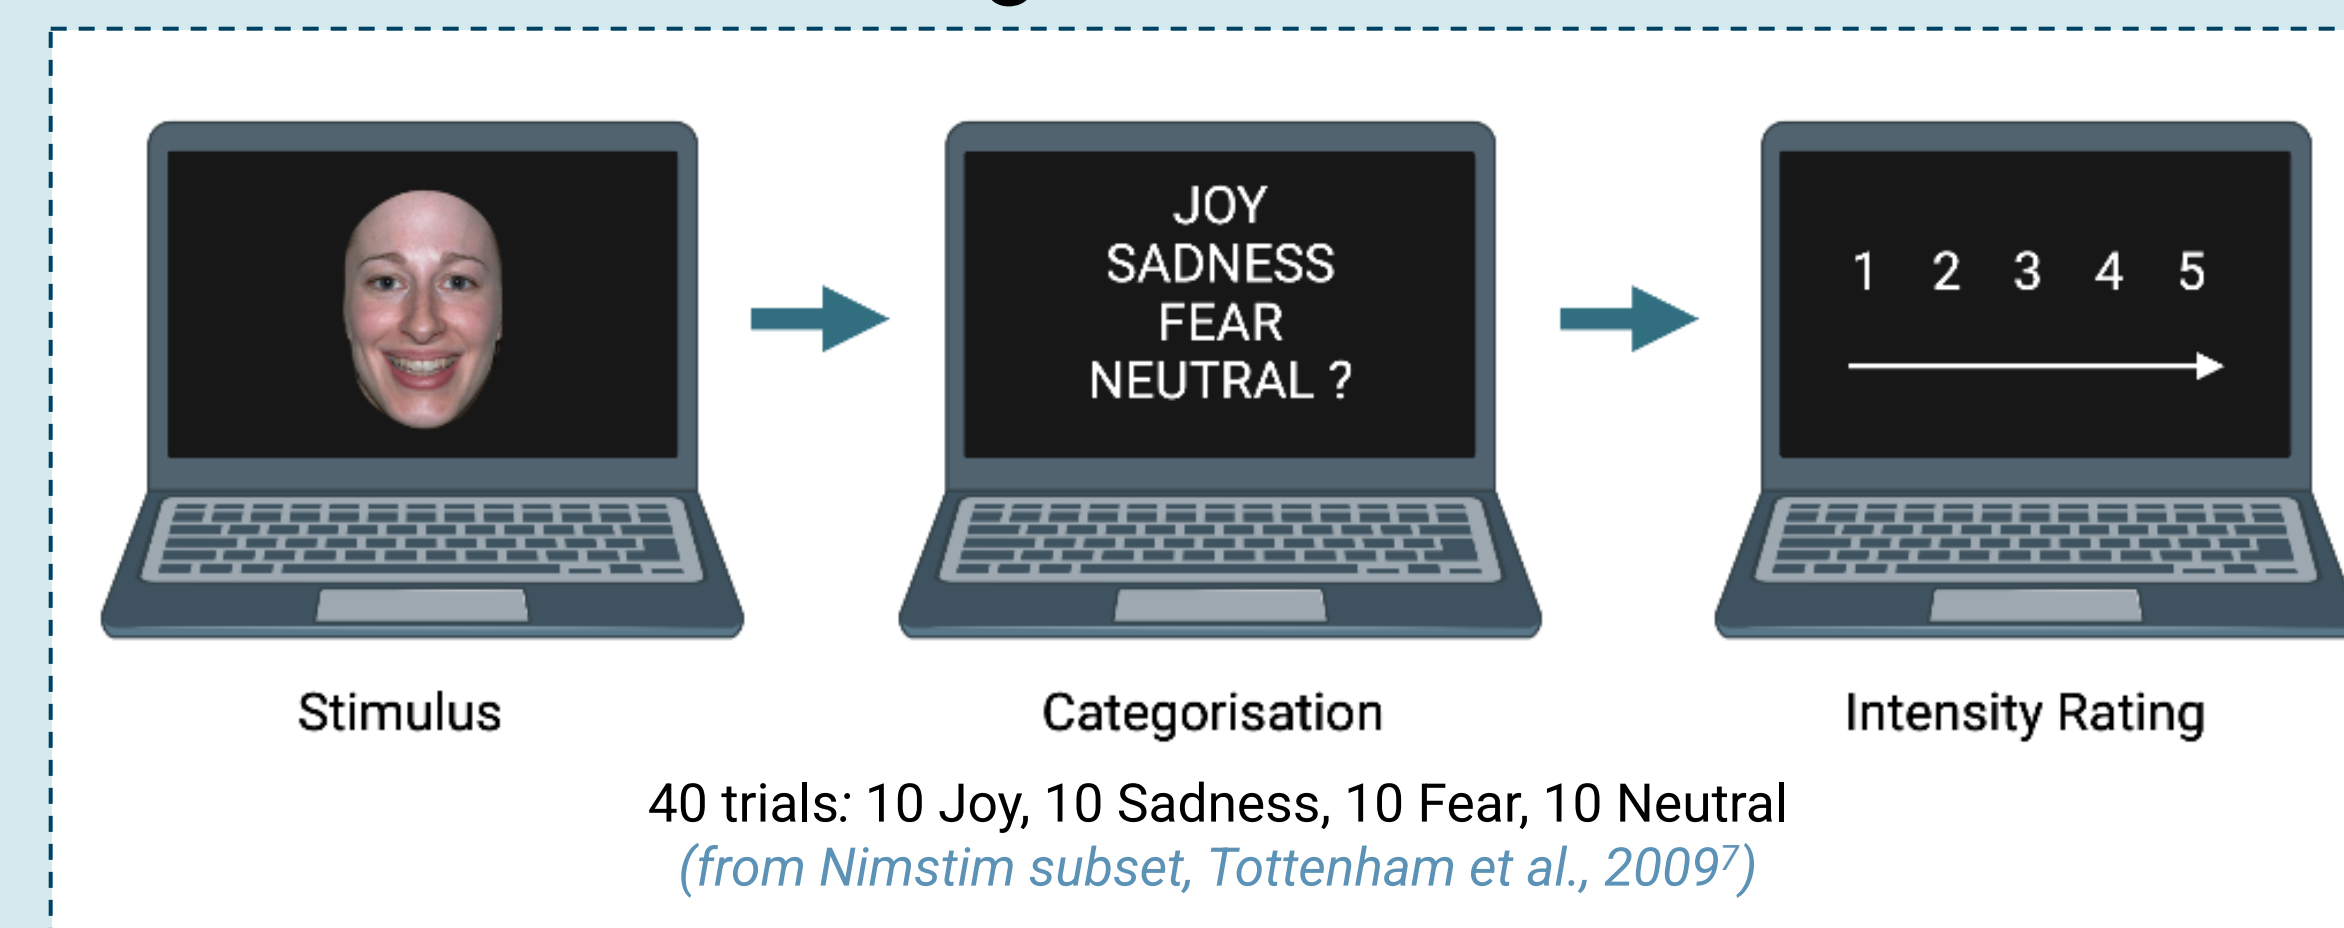 JOY
SADNESS
FEAR
NEUTRAL ?
1 2 3 4 5
Stimulus
Categorisation
Intensity Rating
40 trials: 10 Joy, 10 Sadness, 10 Fear, 10 Neutral
(from Nimstim subset, Tottenham et al., 2009⁷)